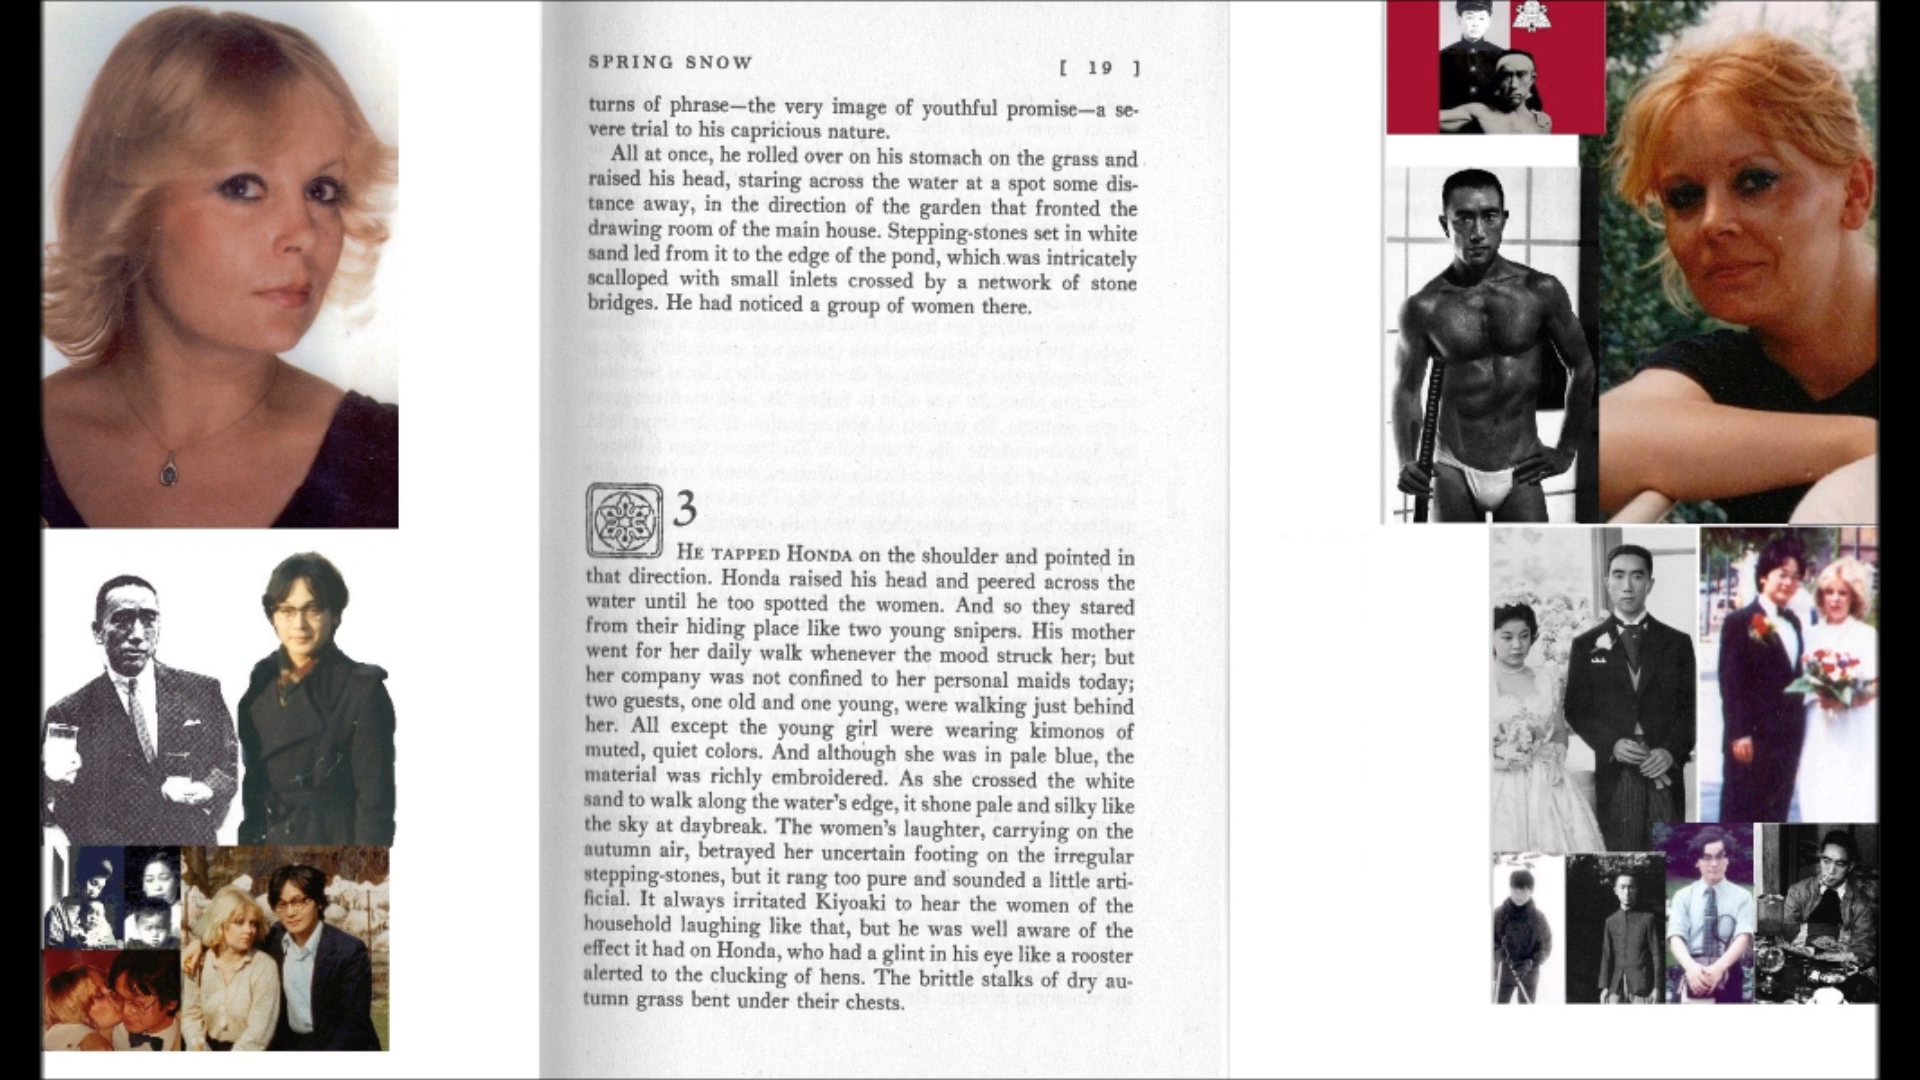 SPRING SNOW [ 19 ]
turns of phrase—the very image of youthful promise—a se-
vere trial to his capricious nature.
All at once, he rolled over on his stomach on the grass and
raised his head, staring across the water at a spot some dis-
tance away, in the direction of the garden that fronted the
drawing room of the main house. Stepping-stones set in white
sand led from it to the edge of the pond, which was intricately
scalloped with small inlets crossed by a network of stone
bridges. He had noticed a group of women there.
3
HE TAPPED HONDA on the shoulder and pointed in
that direction. Honda raised his head and peered across the
water until he too spotted the women. And so they stared
from their hiding place like two young snipers. His mother
went for her daily walk whenever the mood struck her; but
her company was not confined to her personal maids today;
two guests, one old and one young, were walking just behind
her. All except the young girl were wearing kimonos of
muted, quiet colors. And although she was in pale blue, the
material was richly embroidered. As she crossed the white
sand to walk along the water's edge, it shone pale and silky like
the sky at daybreak. The women's laughter, carrying on the
autumn air, betrayed her uncertain footing on the irregular
stepping-stones, but it rang too pure and sounded a little arti-
ficial. It always irritated Kiyoaki to hear the women of the
household laughing like that, but he was well aware of the
effect it had on Honda, who had a glint in his eye like a rooster
alerted to the clucking of hens. The brittle stalks of dry au-
tumn grass bent under their chests.